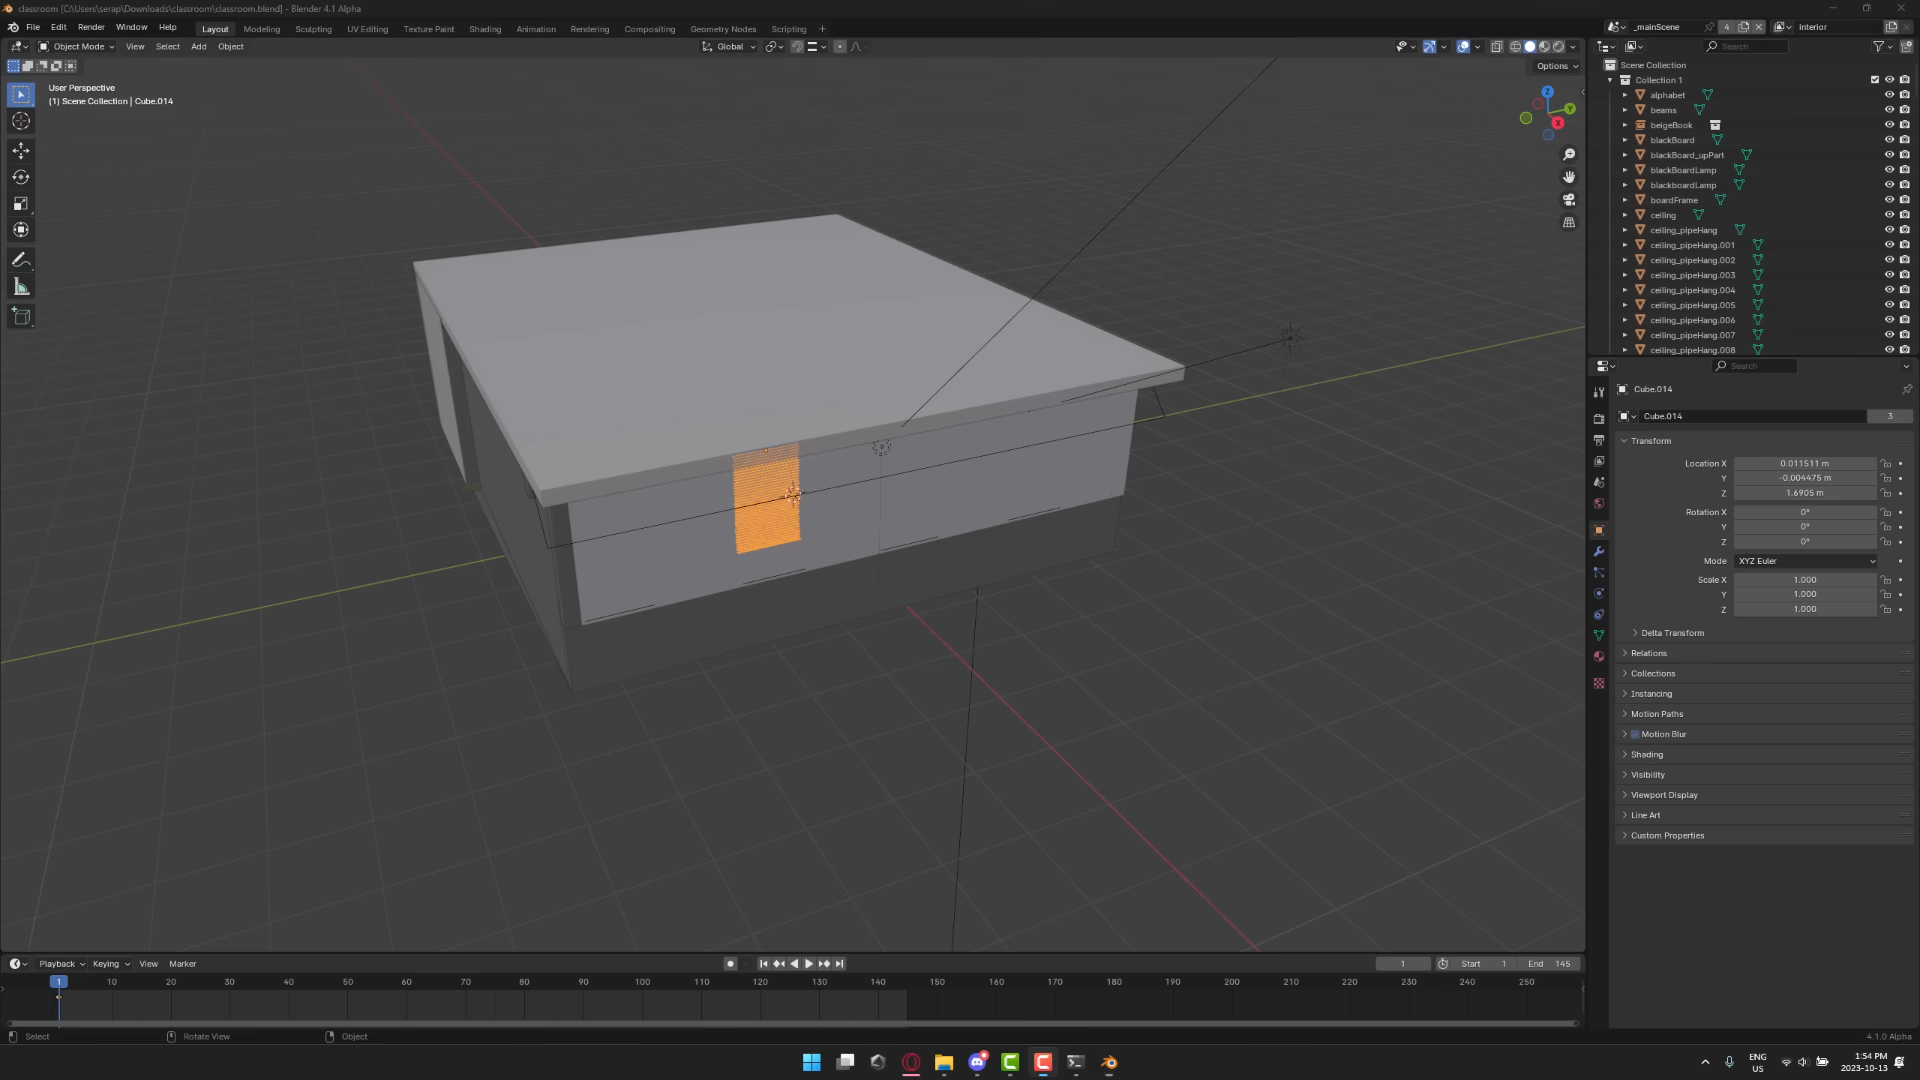 classroom [C:\Users\serap\Downloads\classroom\classroom.blend] - Blender 4.1 Alpha
File Edit Render Window Help Layout Modeling Sculpting UV Editing Texture Paint Shading Animation Rendering Compositing Geometry Nodes Scripting +
_mainScene 4 Interior
Object Mode View Select Add Object Global Search
Options
User Perspective
(1) Scene Collection | Cube.014
Z
Y
X
Scene Collection
Collection 1
alphabet
beams
beigeBook
blackBoard
blackBoard_upPart
blackBoardLamp
blackboardLamp
boardFrame
ceiling
ceiling_pipeHang
ceiling_pipeHang.001
ceiling_pipeHang.002
ceiling_pipeHang.003
ceiling_pipeHang.004
ceiling_pipeHang.005
ceiling_pipeHang.006
ceiling_pipeHang.007
ceiling_pipeHang.008
Search
Cube.014
Cube.014 3
Transform
Location X 0.011511 m
Y -0.004475 m
Z 1.6905 m
Rotation X 0°
Y 0°
Z 0°
Mode XYZ Euler
Scale X 1.000
Y 1.000
Z 1.000
Delta Transform
Relations
Collections
Instancing
Motion Paths
Motion Blur
Shading
Visibility
Viewport Display
Line Art
Custom Properties
Playback Keying View Marker 1 Start 1 End 145
1 10 20 30 40 50 60 70 80 90 100 110 120 130 140 150 160 170 180 190 200 210 220 230 240 250
Select Rotate View Object 4.1.0 Alpha
ENG
US
1:54 PM
2023-10-13